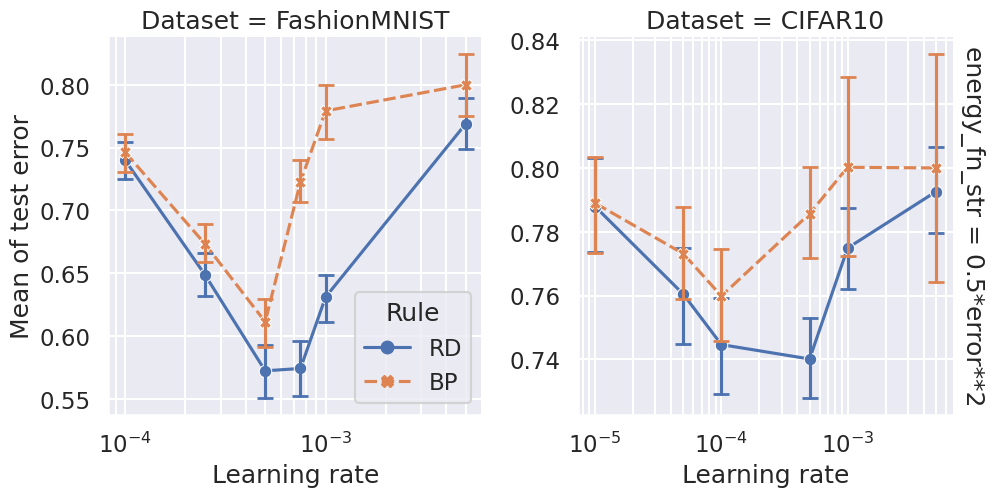 Dataset = FashionMNIST
Mean of test error
0.80
0.75
0.70
0.65
0.60
0.55
10⁻⁴
10⁻³
Learning rate
Rule
RD
BP
Dataset = CIFAR10
0.84
0.82
0.80
0.78
0.76
0.74
10⁻⁵
10⁻⁴
10⁻³
Learning rate
energy_fn_str = 0.5*error**2